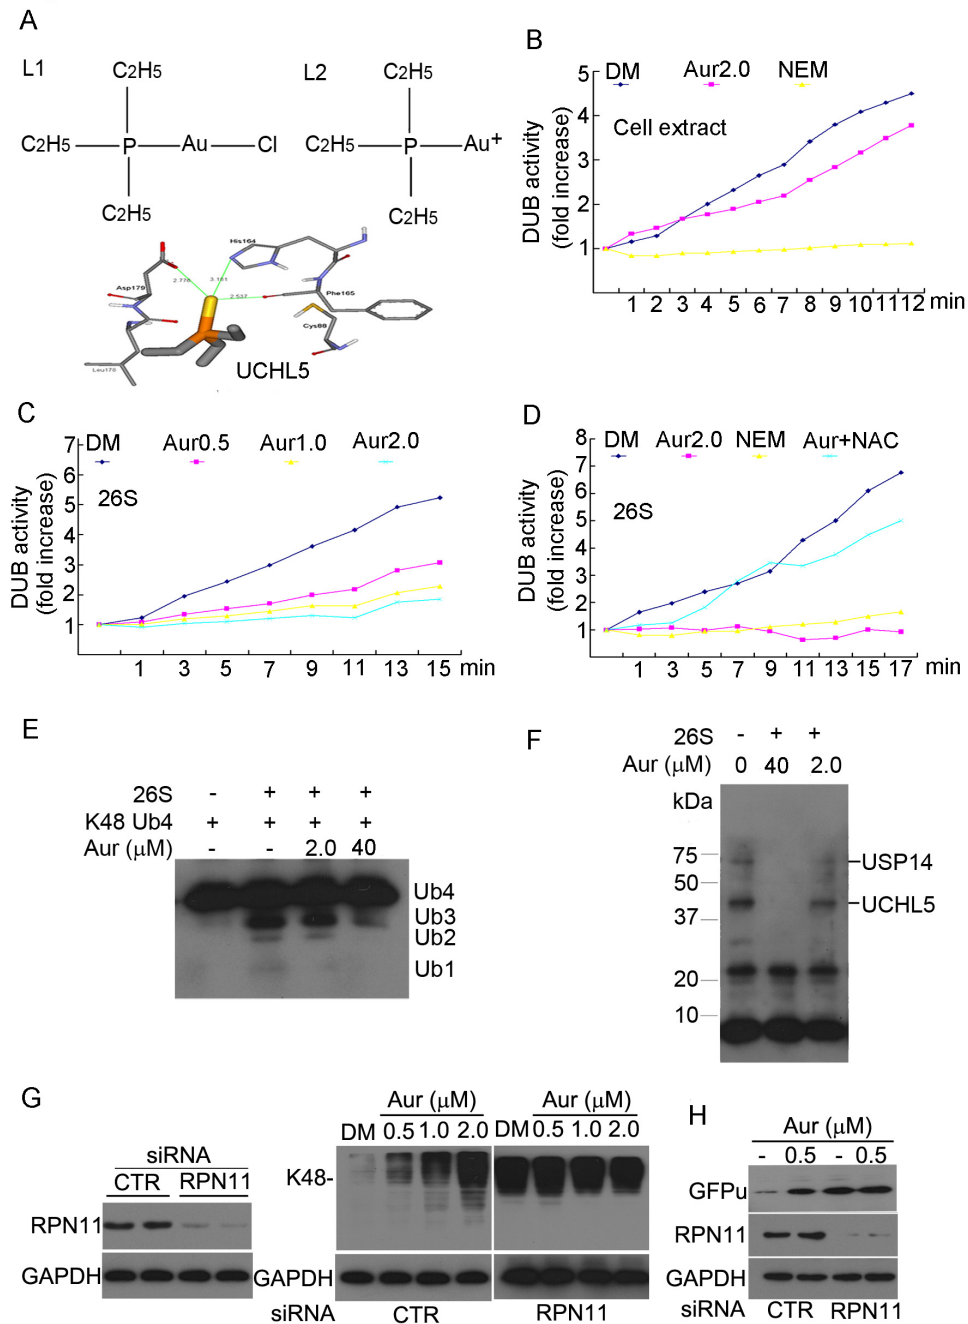 A
L1
C2H5
C2H5 P Au Cl
C2H5
L2
C2H5
C2H5 P Au+
C2H5
His164
Asp179
2.776
3.161
2.537
Phe165
Cys88
Leu178
UCHL5
B
DM Aur2.0 NEM
Cell extract
DUB activity
(fold increase)
5
4
3
2
1
1 2 3 4 5 6 7 8 9 10 11 12 min
C
DM Aur0.5 Aur1.0 Aur2.0
26S
DUB activity
(fold increase)
7
6
5
4
3
2
1
1 3 5 7 9 11 13 15 min
D
DM Aur2.0 NEM Aur+NAC
26S
DUB activity
(fold increase)
8
7
6
5
4
3
2
1
1 3 5 7 9 11 13 15 17 min
E
26S - + + +
K48 Ub4 + + + +
Aur (μM) - - 2.0 40
Ub4
Ub3
Ub2
Ub1
F
26S - + +
Aur (μM) 0 40 2.0
kDa
75
50
37
20
10
USP14
UCHL5
G
siRNA
CTR RPN11
RPN11
GAPDH
Aur (μM) Aur (μM)
DM 0.5 1.0 2.0 DM 0.5 1.0 2.0
K48-
GAPDH
siRNA CTR RPN11
H
Aur (μM)
- 0.5 - 0.5
GFPu
RPN11
GAPDH
siRNA CTR RPN11